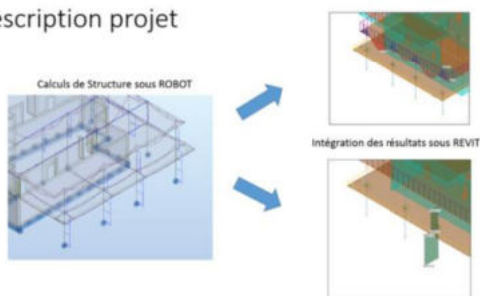 escription projet
Calculs de Structure sous ROBOT
Intégration des résultats sous REVIT